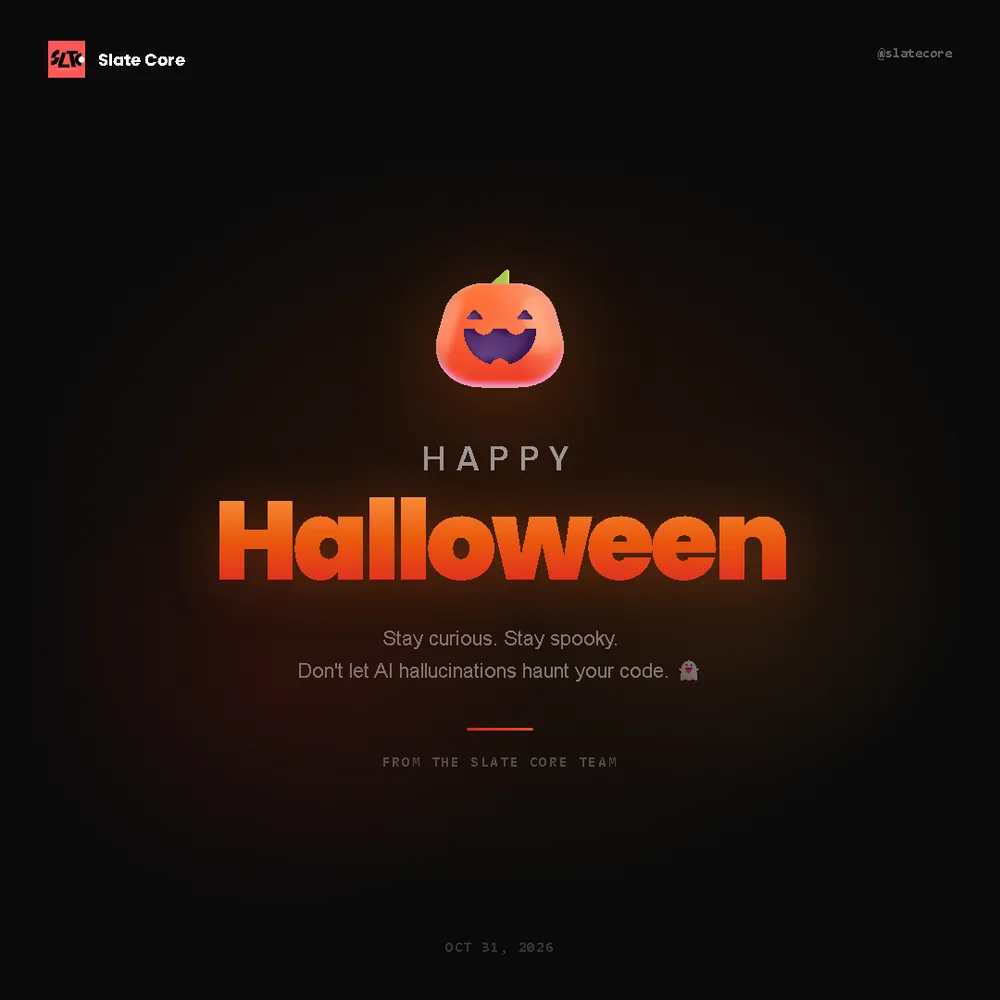 SLTC
Slate Core
@slatecore
HAPPY
Halloween
Stay curious. Stay spooky.
Don't let AI hallucinations haunt your code. 👻
FROM THE SLATE CORE TEAM
OCT 31, 2026